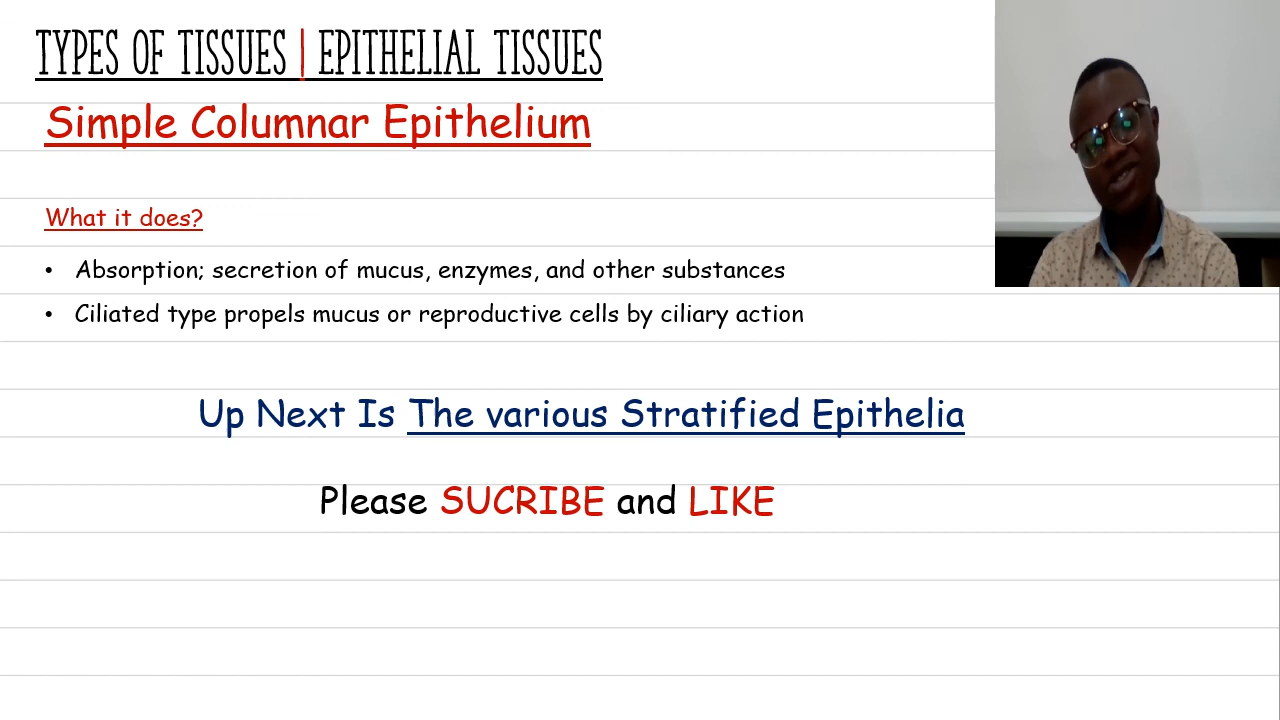 TYPES OF TISSUES | EPITHELIAL TISSUES
Simple Columnar Epithelium
What it does?
• Absorption; secretion of mucus, enzymes, and other substances
• Ciliated type propels mucus or reproductive cells by ciliary action
Up Next Is The various Stratified Epithelia
Please SUCRIBE and LIKE